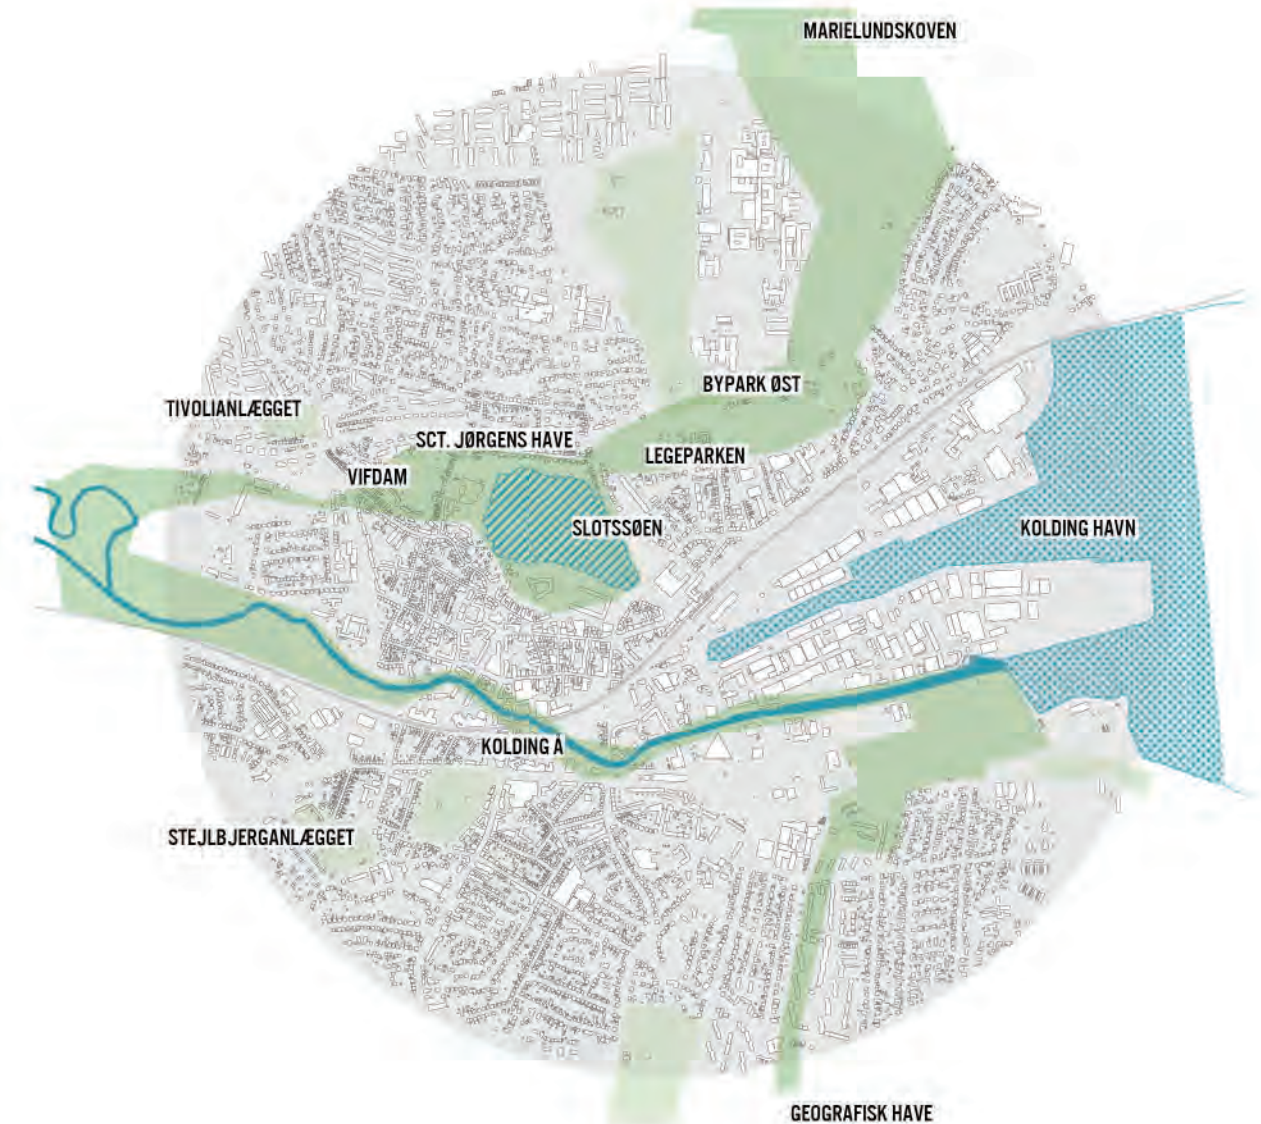 MARIELUNDSKOVEN
BYPARK ØST
TIVOLIANLÆGGET
SCT. JØRGENS HAVE
LEGEPARKEN
VIFDAM
SLOTSSØEN
KOLDING HAVN
KOLDING Å
STEJLBJERGANLÆGGET
GEOGRAFISK HAVE